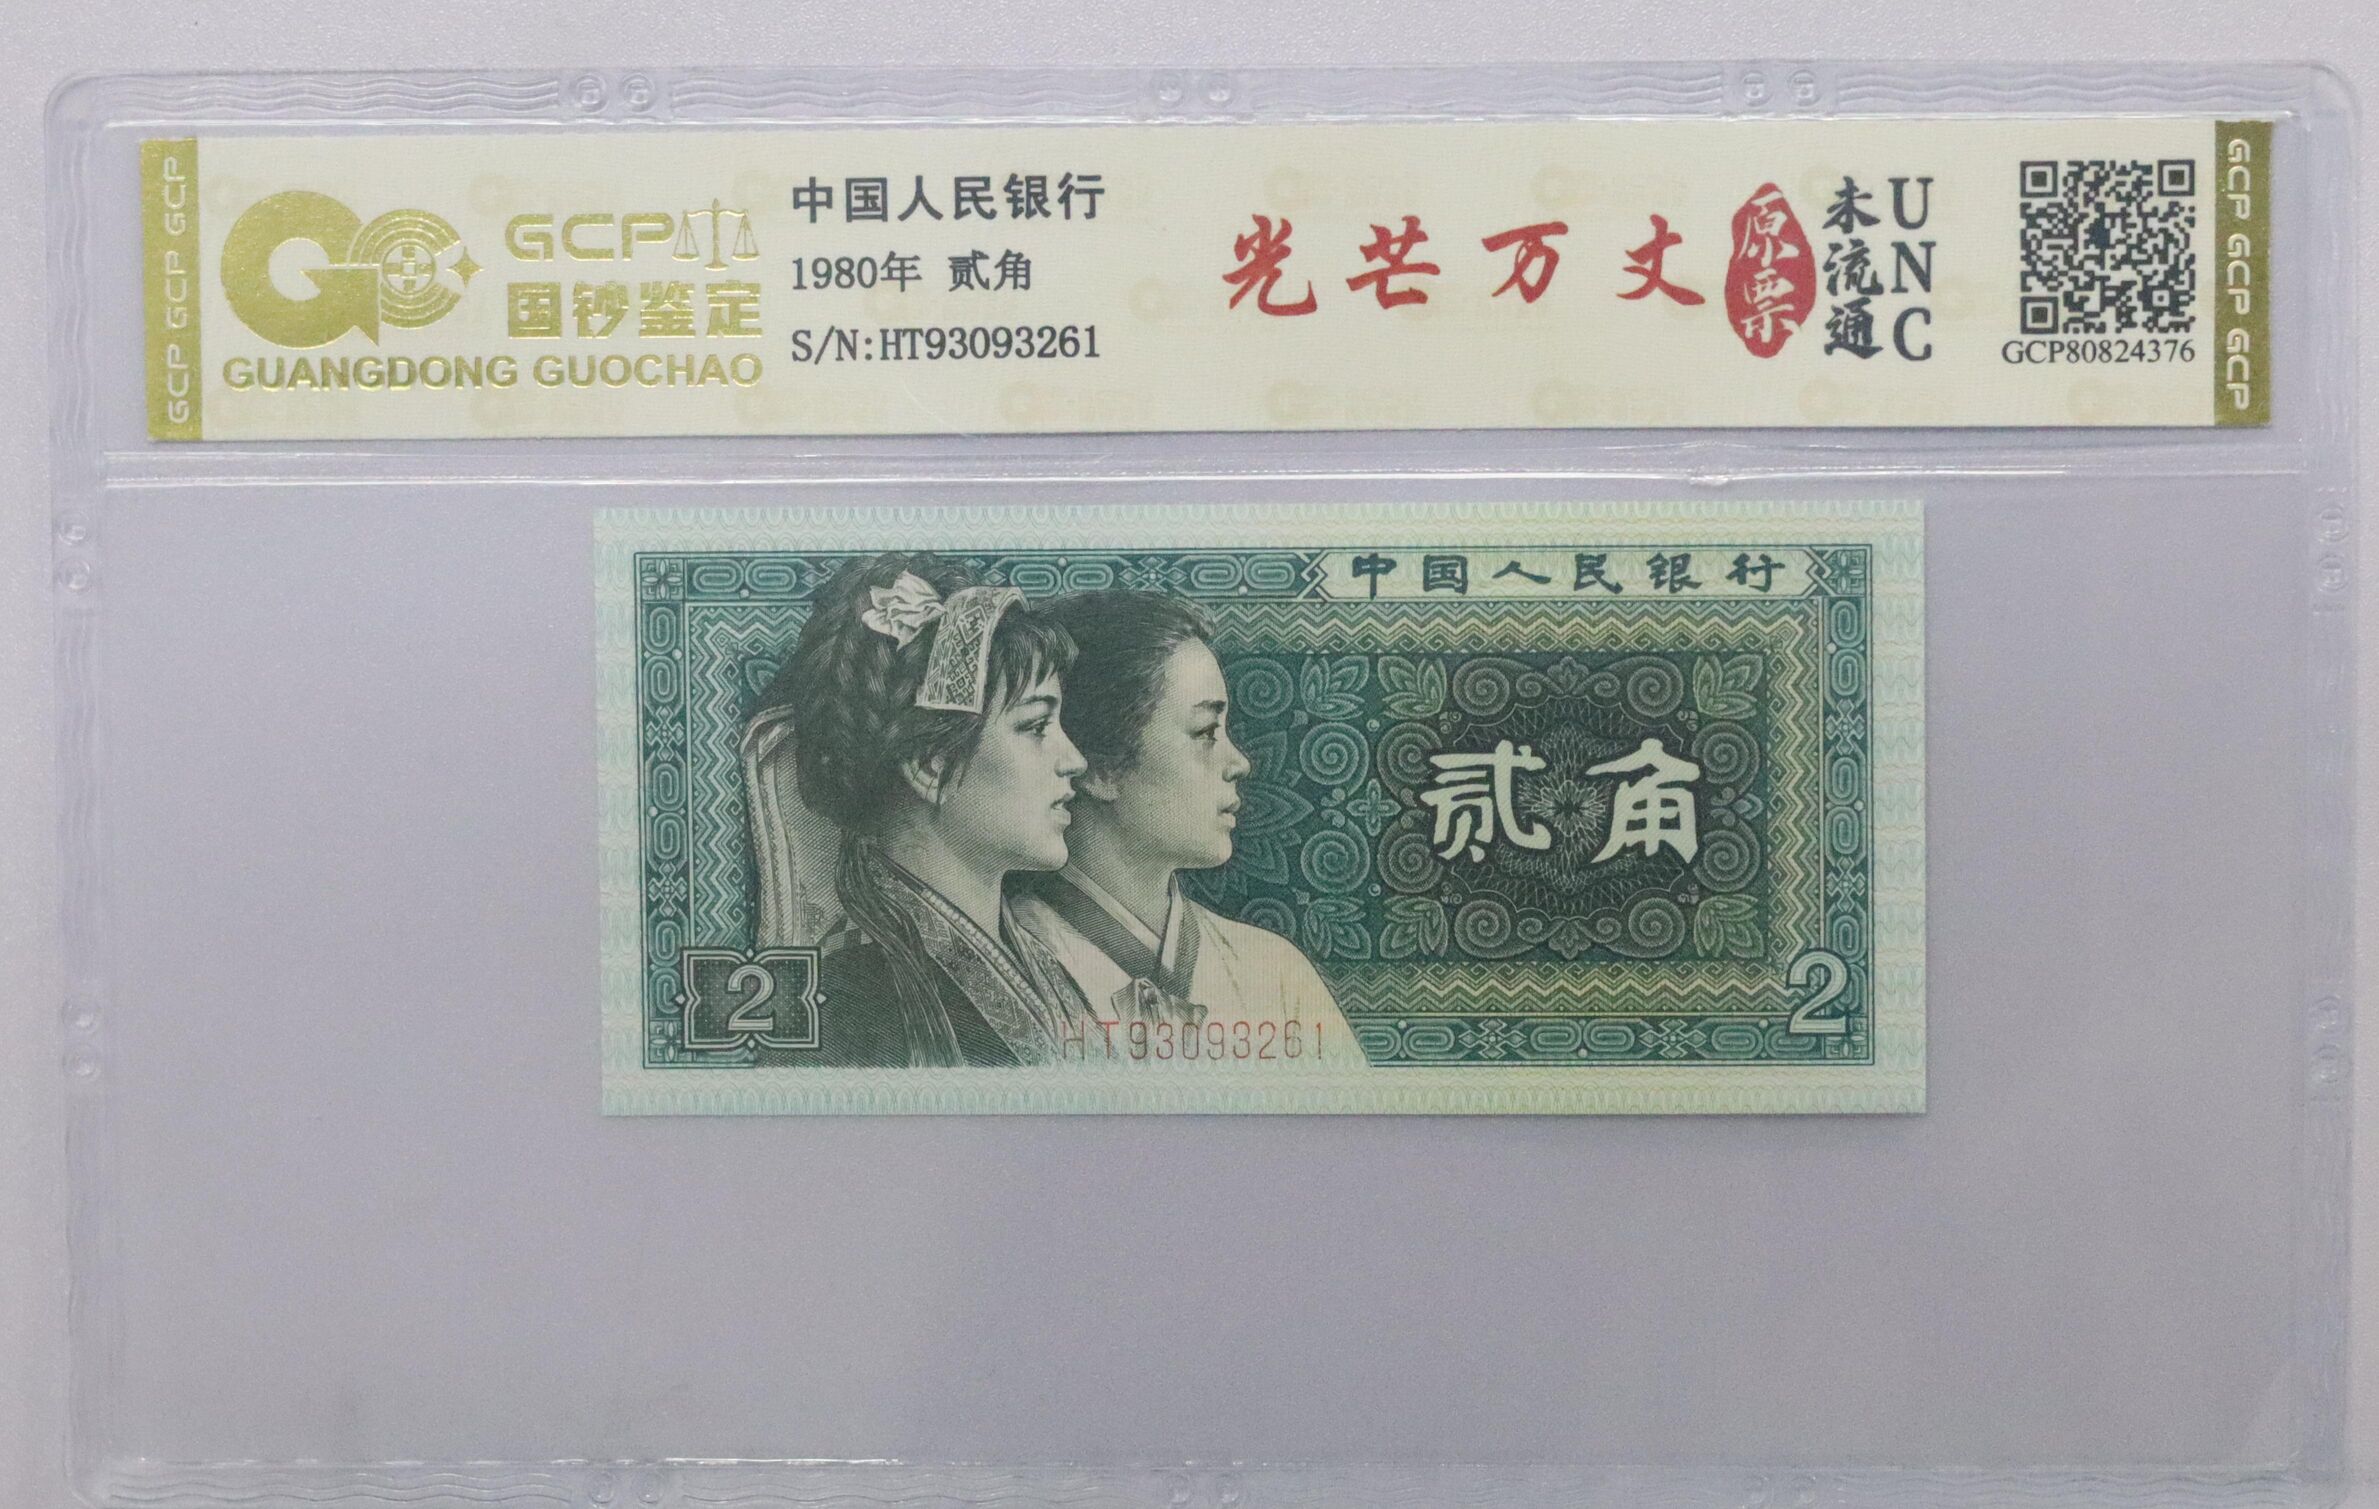 GCP GCP GCP
GCP
国钞鉴定
GUANGDONG GUOCHAO
中国人民银行
1980年 贰角
S/N:HT93093261
光芒万丈
原票
未流通
UNC
GCP80824376
GCP GCP GCP
中国人民银行
贰角
2
2
HT93093261